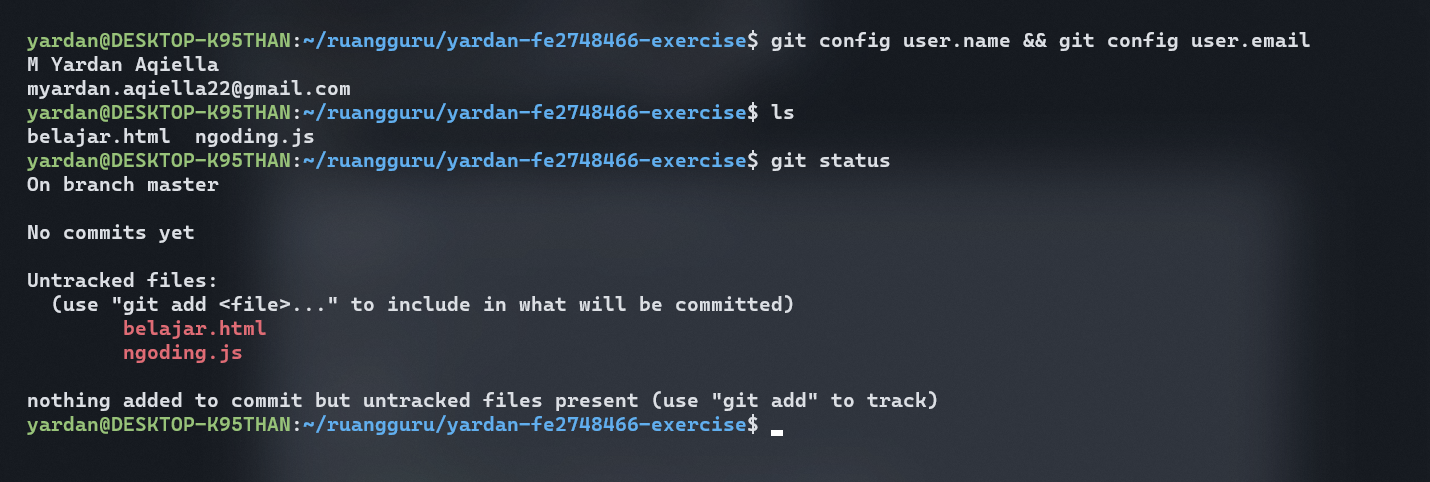 yardan@DESKTOP-K95THAN:~/ruangguru/yardan-fe2748466-exercise$ git config user.name && git config user.email
M Yardan Aqiella
myardan.aqiella22@gmail.com
yardan@DESKTOP-K95THAN:~/ruangguru/yardan-fe2748466-exercise$ ls
belajar.html  ngoding.js
yardan@DESKTOP-K95THAN:~/ruangguru/yardan-fe2748466-exercise$ git status
On branch master

No commits yet

Untracked files:
  (use "git add <file>..." to include in what will be committed)
        belajar.html
        ngoding.js

nothing added to commit but untracked files present (use "git add" to track)
yardan@DESKTOP-K95THAN:~/ruangguru/yardan-fe2748466-exercise$